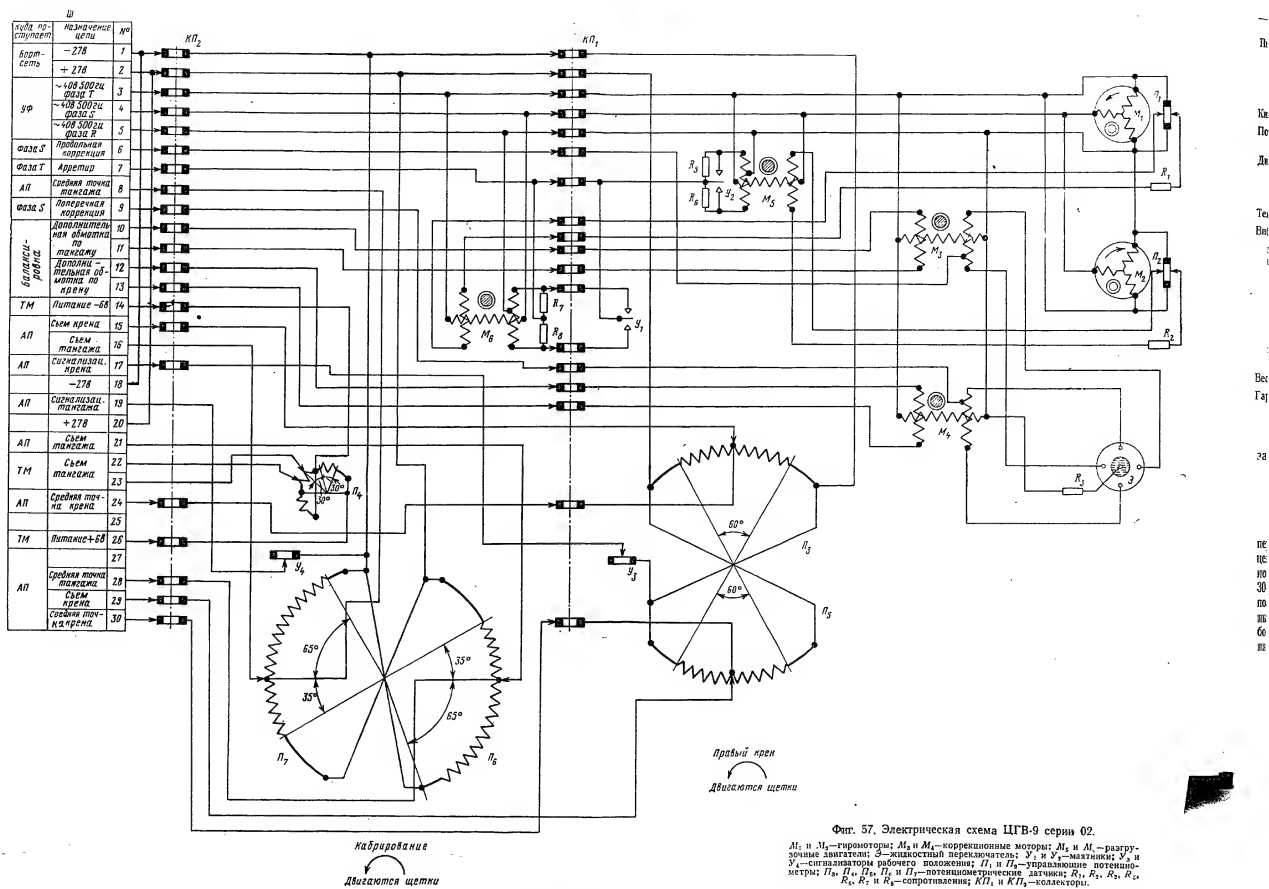 Ш
куда поступает
назначение цели
№
Бортсеть
−27в
1
+27в
2
УФ
~40в 500гц фаза Т
3
~40в 500гц фаза S
4
~40в 500гц фаза R
5
Фаза S
Продольная коррекция
6
Фаза Т
Арретир
7
АП
Средняя точка тангажа
8
Фаза S
Поперечная коррекция
9
балансировка
Дополнительная обмотка по тангажу
10
11
Дополнительная обмотка по крену
12
13
ТМ
Питание −6в
14
АП
Съем крена
15
Съем тангажа
16
АП
Сигнализац. крена
17
−27в
18
АП
Сигнализац. тангажа
19
+27в
20
АП
Съем тангажа
21
ТМ
Съем тангажа
22
23
АП
Средняя точка крена
24
25
ТМ
Питание+6в
26
АП
27
Средняя точка тангажа
28
Съем крена
29
Средняя точка крена
30
КП₂
КП₁
M₁
П₁
R₁
R₅
R₆
У₂
M₅
M₃
M₂
П₂
R₂
R₇
R₈
У₁
M₆
M₄
R₃
Э
30°
30°
П₄
У₄
У₃
60°
60°
П₃
П₅
65°
35°
35°
65°
П₇
П₆
Правый крен
Двигаются щетки
Кабрирование
Двигаются щетки
Фиг. 57. Электрическая схема ЦГВ-9 серии 02.
M₁ и M₂—гиромоторы; M₃ и M₄—коррекционные моторы; M₅ и M₆—разгру-
зочные двигатели; Э—жидкостный переключатель; У₁ и У₂—маятники; У₃ и
У₄—сигнализаторы рабочего положения; П₁ и П₂—управляющие потенцио-
метры; П₃, П₄, П₅, П₆ и П₇—потенциометрические датчики; R₁, R₂, R₃, R₅,
R₆, R₇ и R₈—сопротивления; КП₁ и КП₂—коллекторы.